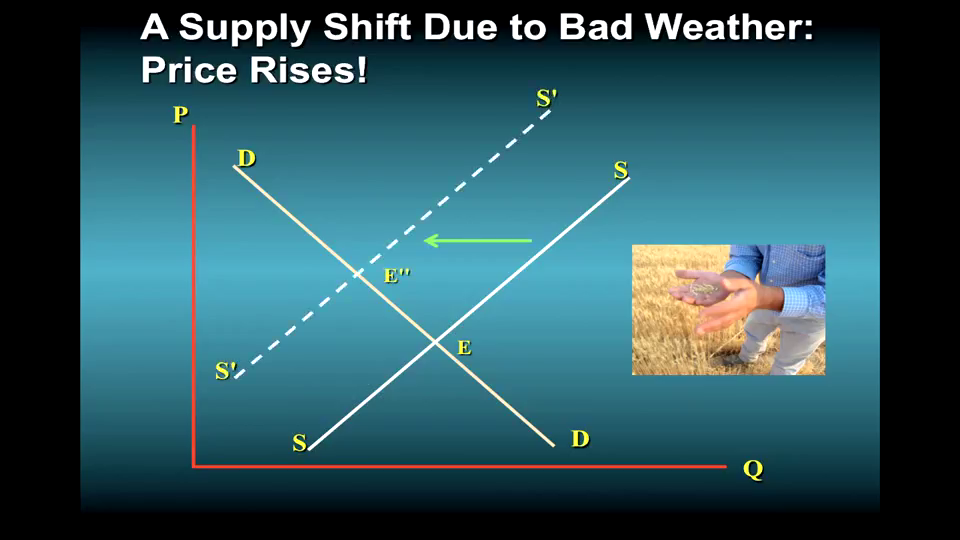 A Supply Shift Due to Bad Weather:
Price Rises!
S'
P
D
S
E''
E
S'
S
D
Q